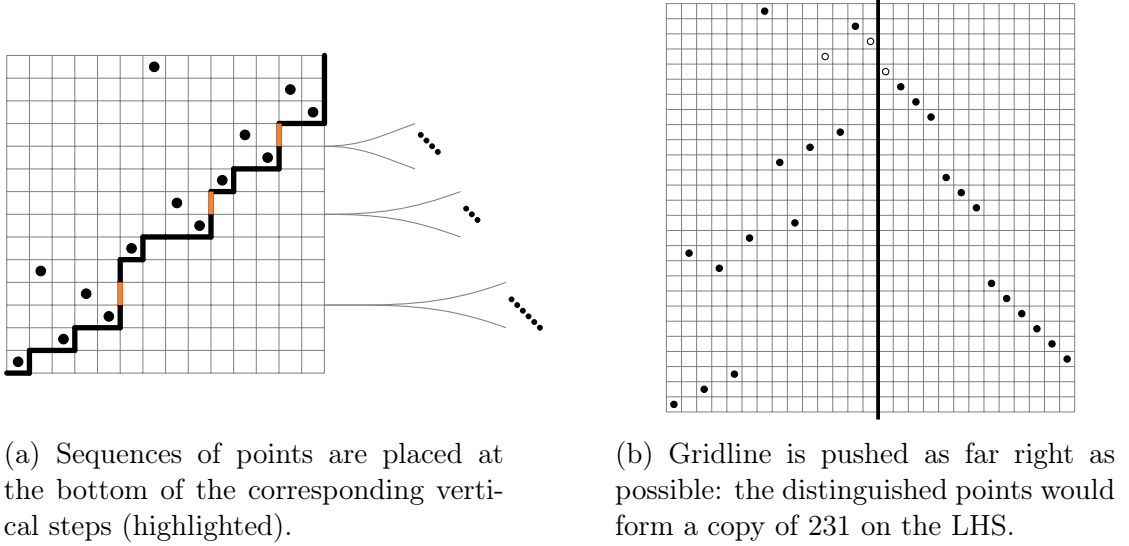 (a) Sequences of points are placed at
the bottom of the corresponding verti-
cal steps (highlighted).
(b) Gridline is pushed as far right as
possible: the distinguished points would
form a copy of 231 on the LHS.